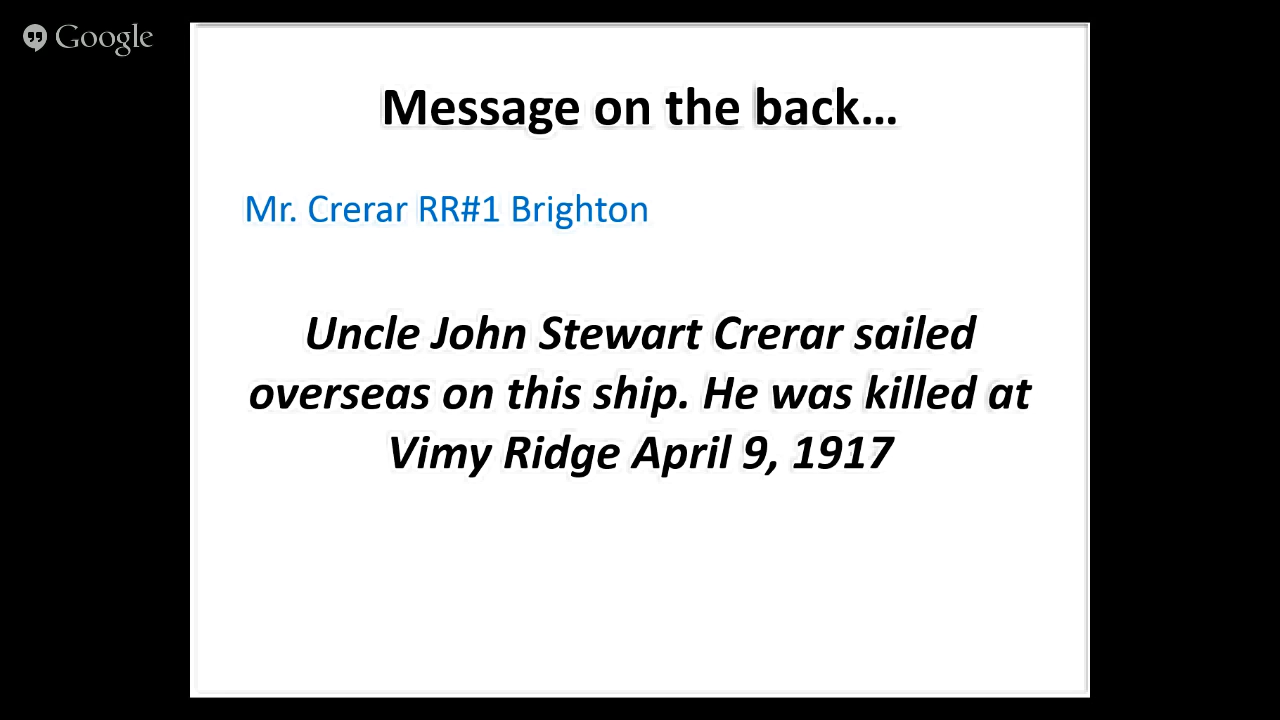 Google
Message on the back...
Mr. Crerar RR#1 Brighton
Uncle John Stewart Crerar sailed
overseas on this ship. He was killed at
Vimy Ridge April 9, 1917